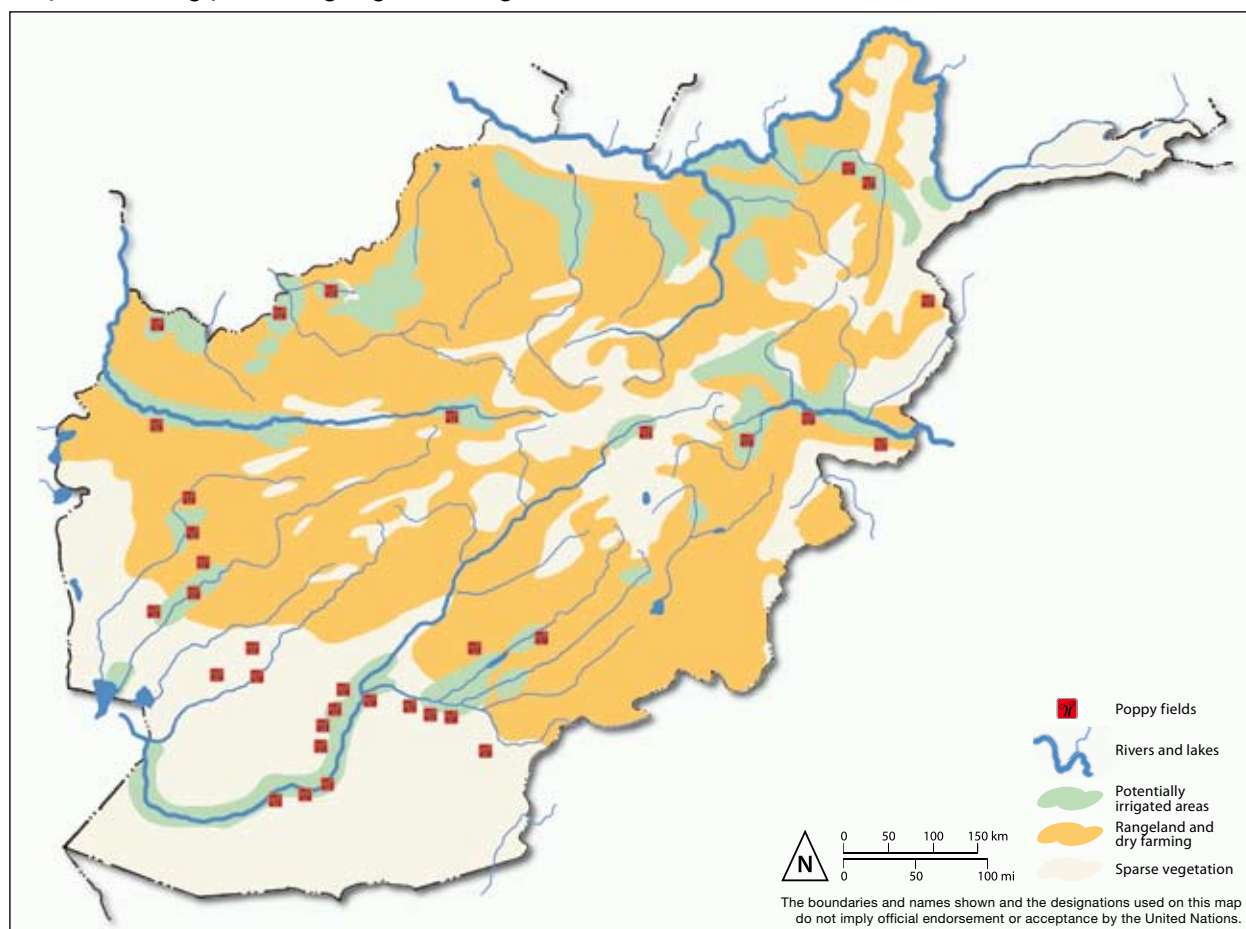 Poppy fields
Rivers and lakes
Potentially
irrigated areas
Rangeland and
dry farming
Sparse vegetation
N
0 50 100 150 km
0 50 100 mi
The boundaries and names shown and the designations used on this map
do not imply official endorsement or acceptance by the United Nations.